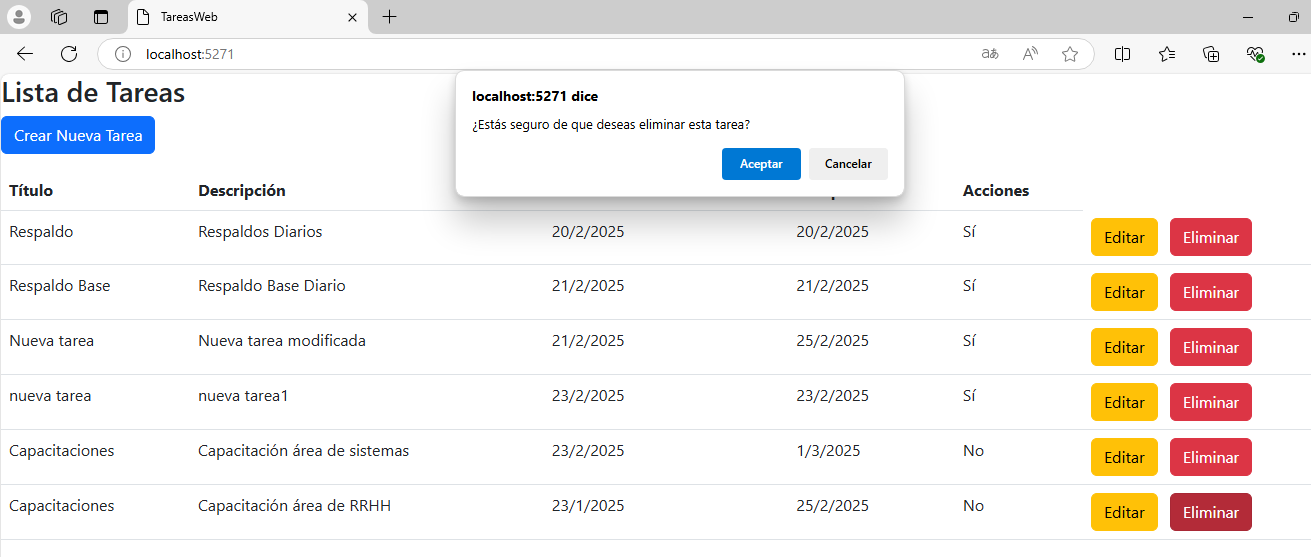 TareasWeb
localhost:5271
Lista de Tareas
localhost:5271 dice
¿Estás seguro de que deseas eliminar esta tarea?
Aceptar Cancelar
Crear Nueva Tarea
Título Descripción Acciones
Respaldo Respaldos Diarios 20/2/2025 20/2/2025 Sí Editar Eliminar
Respaldo Base Respaldo Base Diario 21/2/2025 21/2/2025 Sí Editar Eliminar
Nueva tarea Nueva tarea modificada 21/2/2025 25/2/2025 Sí Editar Eliminar
nueva tarea nueva tarea1 23/2/2025 23/2/2025 Sí Editar Eliminar
Capacitaciones Capacitación área de sistemas 23/2/2025 1/3/2025 No Editar Eliminar
Capacitaciones Capacitación área de RRHH 23/1/2025 25/2/2025 No Editar Eliminar